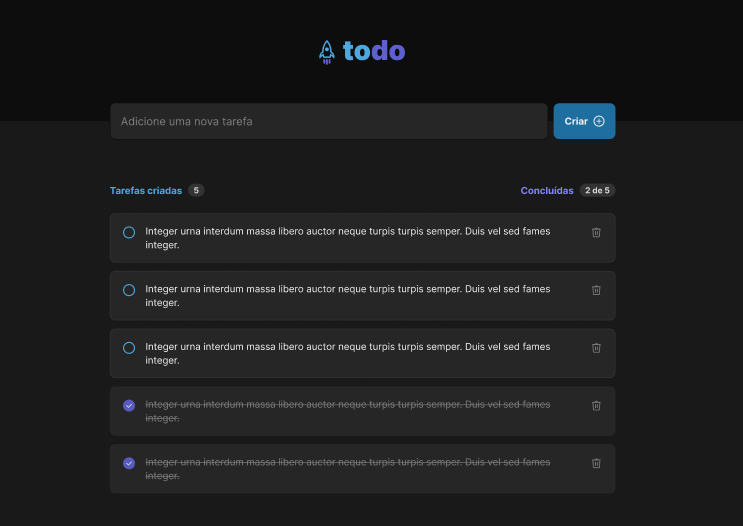 todo
Adicione uma nova tarefa
Criar
Tarefas criadas 5
Concluídas 2 de 5
Integer urna interdum massa libero auctor neque turpis turpis semper. Duis vel sed fames
integer.
Integer urna interdum massa libero auctor neque turpis turpis semper. Duis vel sed fames
integer.
Integer urna interdum massa libero auctor neque turpis turpis semper. Duis vel sed fames
integer.
Integer urna interdum massa libero auctor neque turpis turpis semper. Duis vel sed fames
integer.
Integer urna interdum massa libero auctor neque turpis turpis semper. Duis vel sed fames
integer.